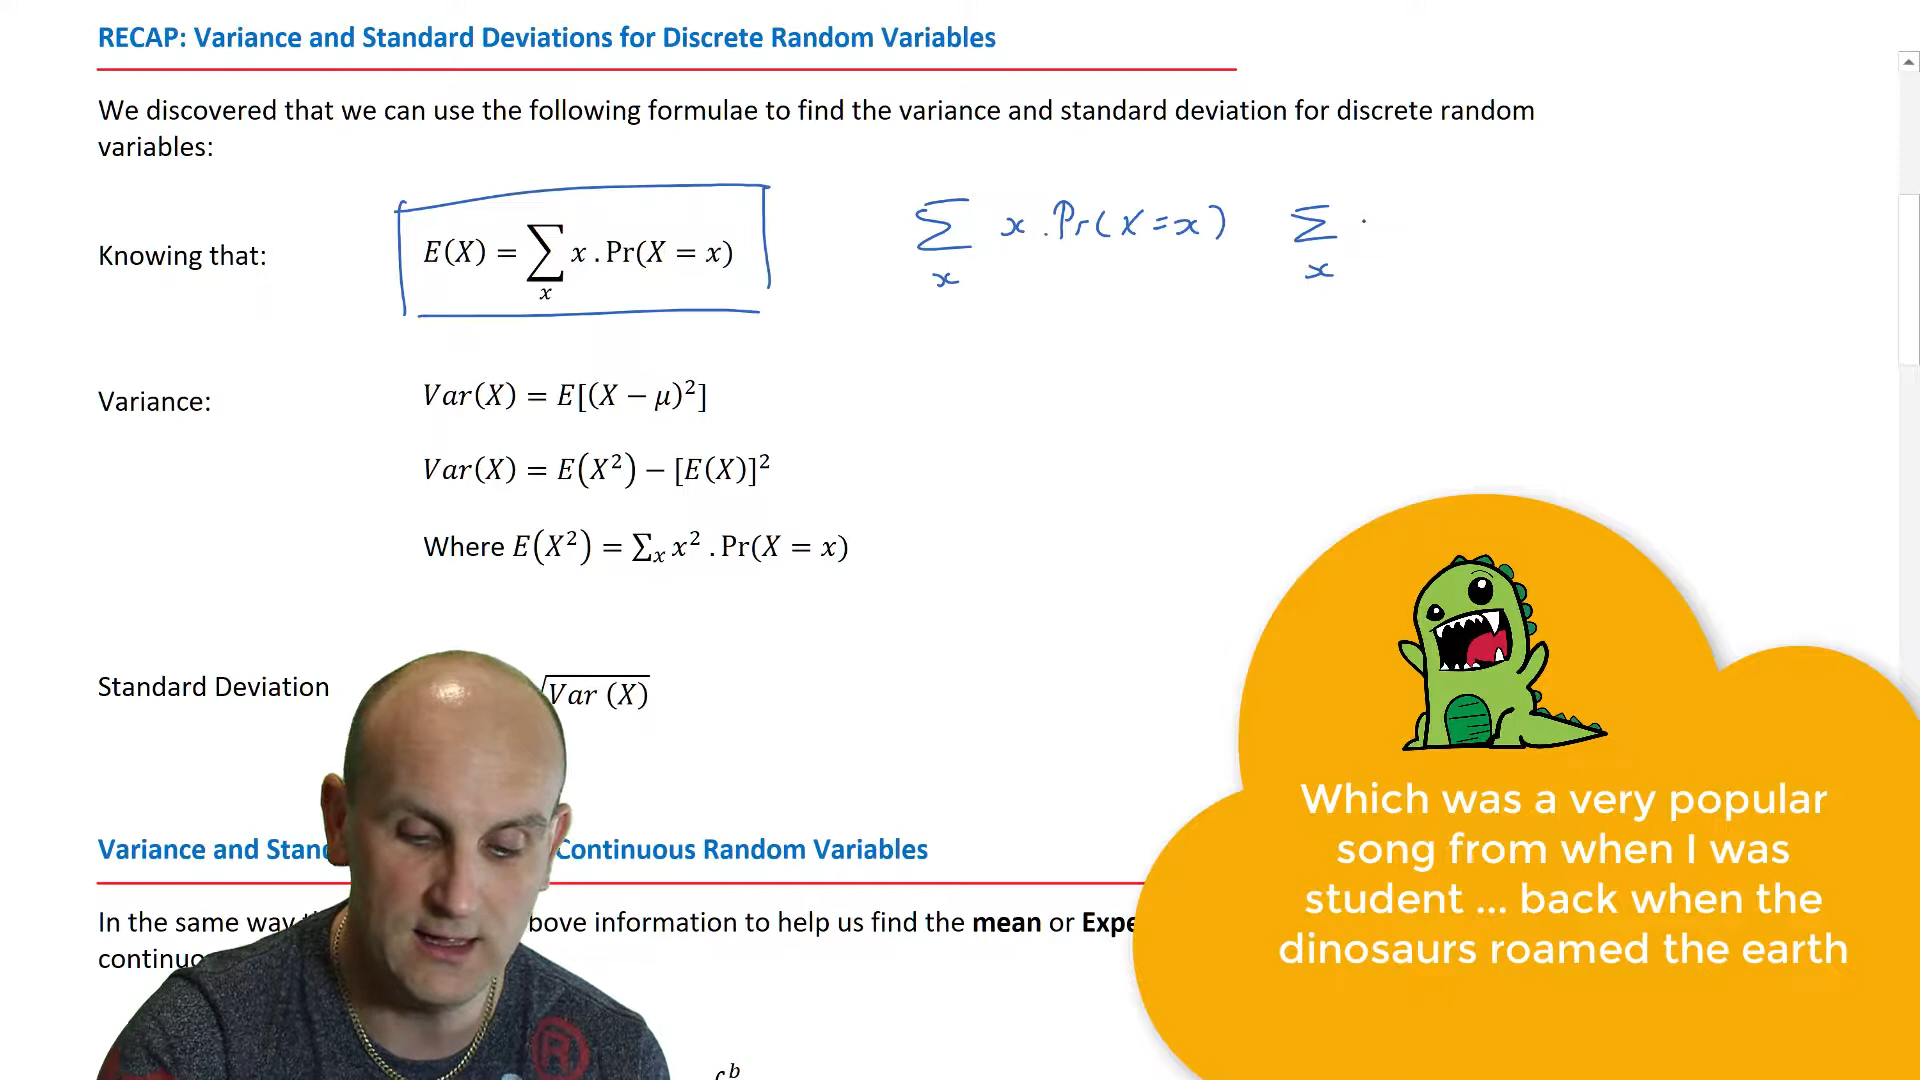 RECAP: Variance and Standard Deviations for Discrete Random Variables
We discovered that we can use the following formulae to find the variance and standard deviation for discrete random
variables:
Knowing that:
E(X) = ∑ₓ x . Pr(X = x)
∑ₓ x . Pr(X = x) ∑ₓ
Variance:
Var(X) = E[(X − μ)²]
Var(X) = E(X²) − [E(X)]²
Where E(X²) = ∑ₓ x² . Pr(X = x)
Standard Deviation
√Var (X)
Variance and Continuous Random Variables
In the same way information to help us find the mean or
®
b
Which was a very popular
song from when I was
student ... back when the
dinosaurs roamed the earth